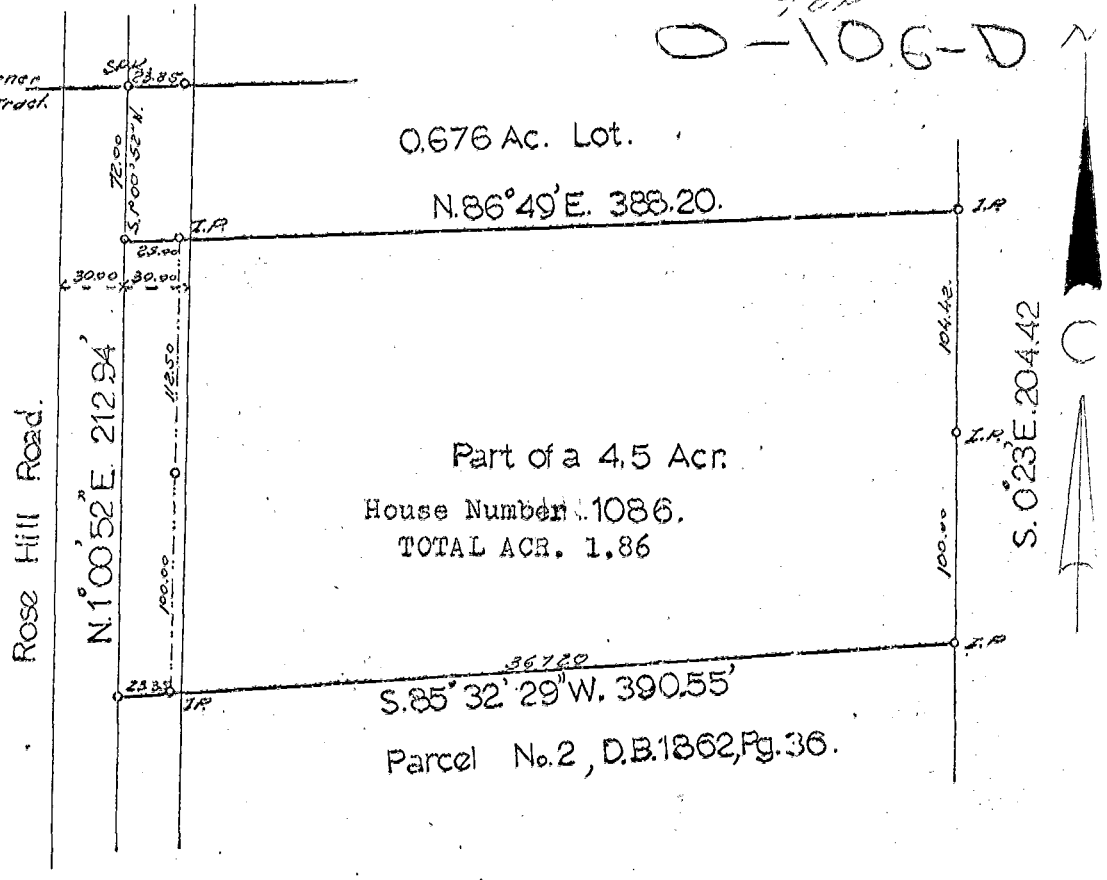 O-106-D
N
Spk.
23.85
72.00
S.1°00'52"W.
0.676 Ac. Lot.
N.86°49'E. 388.20.
I.P.
I.P.
25.00
30.00 30.00
112.50
104.42
S.0°23'E.204.42
Rose Hill Road.
N.1°00'52"E. 212.94'
Part of a 4.5 Acr.
I.P.
House Number 1086.
TOTAL ACR. 1.86
100.00
100.00
I.P.
367.20
23.35
I.P.
S.85°32'29"W. 390.55'
Parcel No.2, D.B.1862,Pg.36.